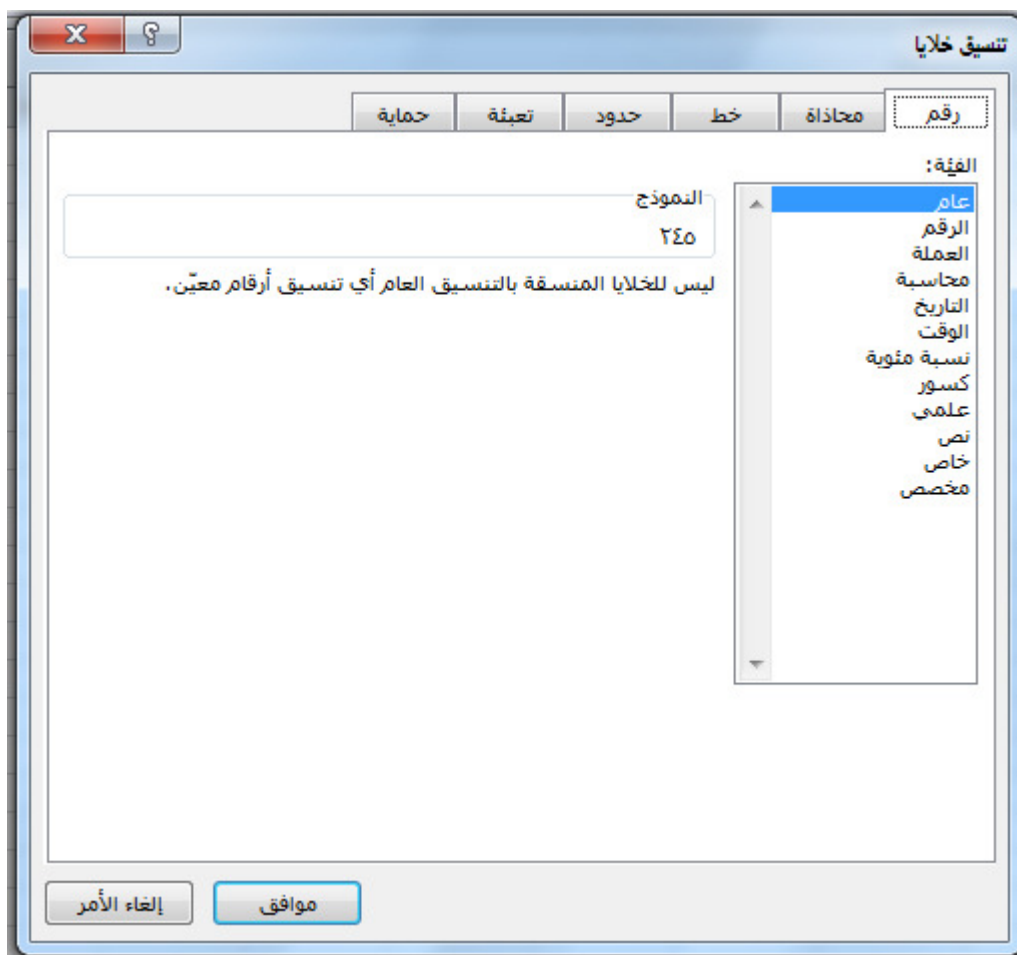 تنسيق خلايا
رقم
محاذاة
خط
حدود
تعبئة
حماية
الفئة:
عام
الرقم
العملة
محاسبة
التاريخ
الوقت
نسبة مئوية
كسور
علمي
نص
خاص
مخصص
النموذج
٢٤٥
ليس للخلايا المنسقة بالتنسيق العام أي تنسيق أرقام معيّن.
موافق
إلغاء الأمر